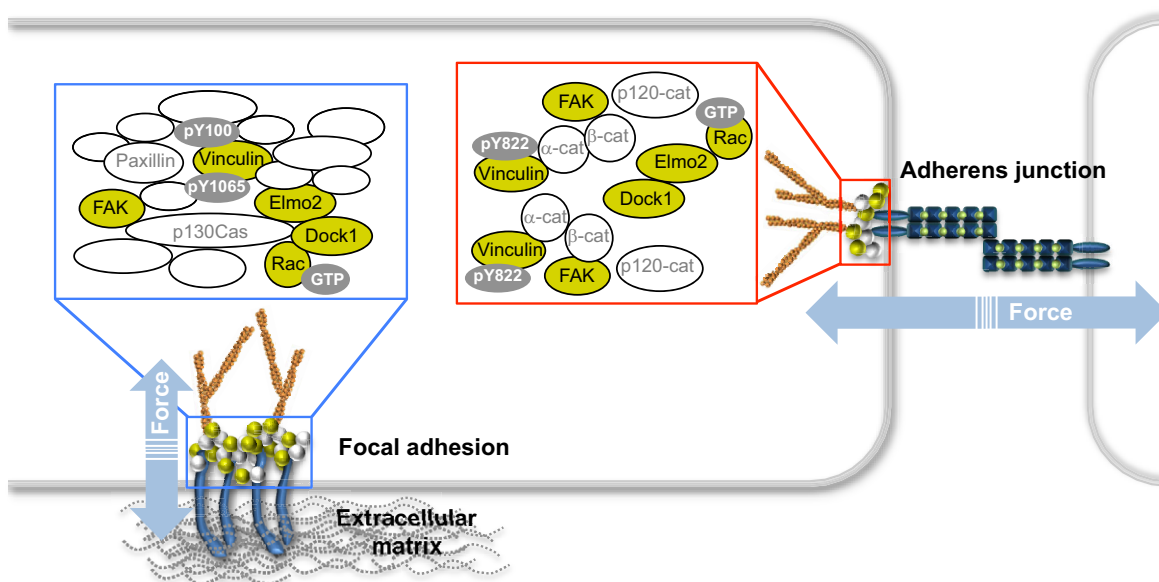 pY100
Paxillin
Vinculin
pY1065
FAK
Elmo2
p130Cas
Dock1
Rac
GTP
Force
Focal adhesion
Extracellular
matrix
FAK
p120-cat
GTP
pY822
α-cat
β-cat
Rac
Vinculin
Elmo2
Dock1
α-cat
Vinculin
β-cat
pY822
FAK
p120-cat
Adherens junction
Force